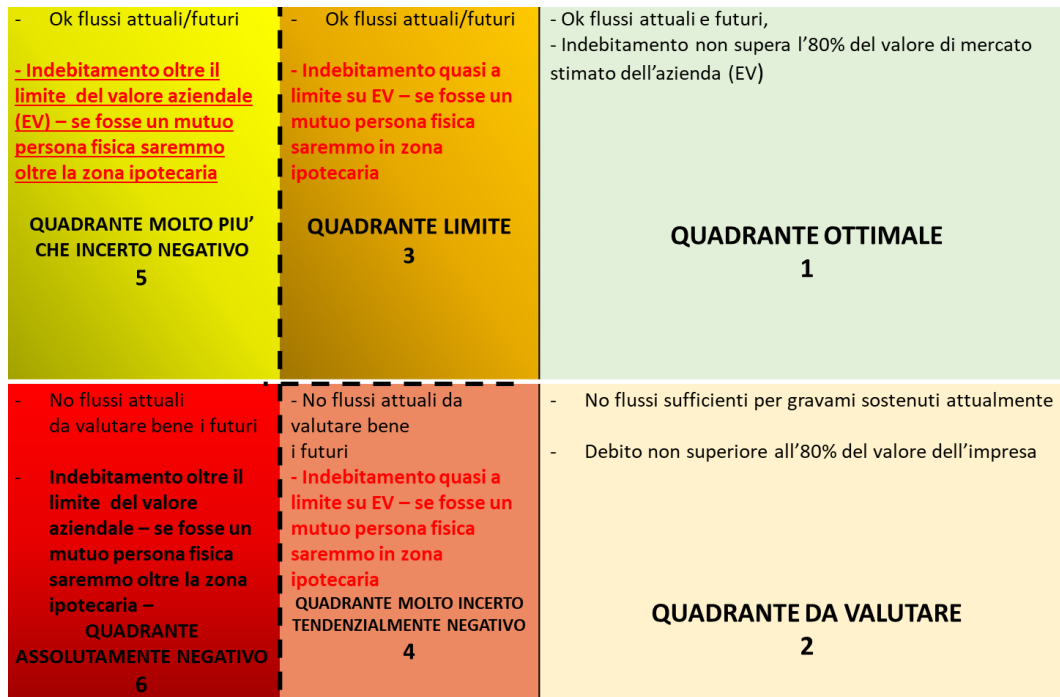 - Ok flussi attuali/futuri
- Indebitamento oltre il
limite del valore aziendale
(EV) – se fosse un mutuo
persona fisica saremmo
oltre la zona ipotecaria
QUADRANTE MOLTO PIU’
CHE INCERTO NEGATIVO
5
- Ok flussi attuali/futuri
- Indebitamento quasi a
limite su EV – se fosse un
mutuo persona fisica
saremmo in zona
ipotecaria
QUADRANTE LIMITE
3
- Ok flussi attuali e futuri,
- Indebitamento non supera l’80% del valore di mercato
stimato dell’azienda (EV)
QUADRANTE OTTIMALE
1
- No flussi attuali
da valutare bene i futuri
- Indebitamento oltre il
limite del valore
aziendale – se fosse un
mutuo persona fisica
saremmo oltre la zona
ipotecaria –
QUADRANTE
ASSOLUTAMENTE NEGATIVO
6
- No flussi attuali da
valutare bene
i futuri
- Indebitamento quasi a
limite su EV – se fosse un
mutuo persona fisica
saremmo in zona
ipotecaria
QUADRANTE MOLTO INCERTO
TENDENZIALMENTE NEGATIVO
4
- No flussi sufficienti per gravami sostenuti attualmente
- Debito non superiore all’80% del valore dell’impresa
QUADRANTE DA VALUTARE
2